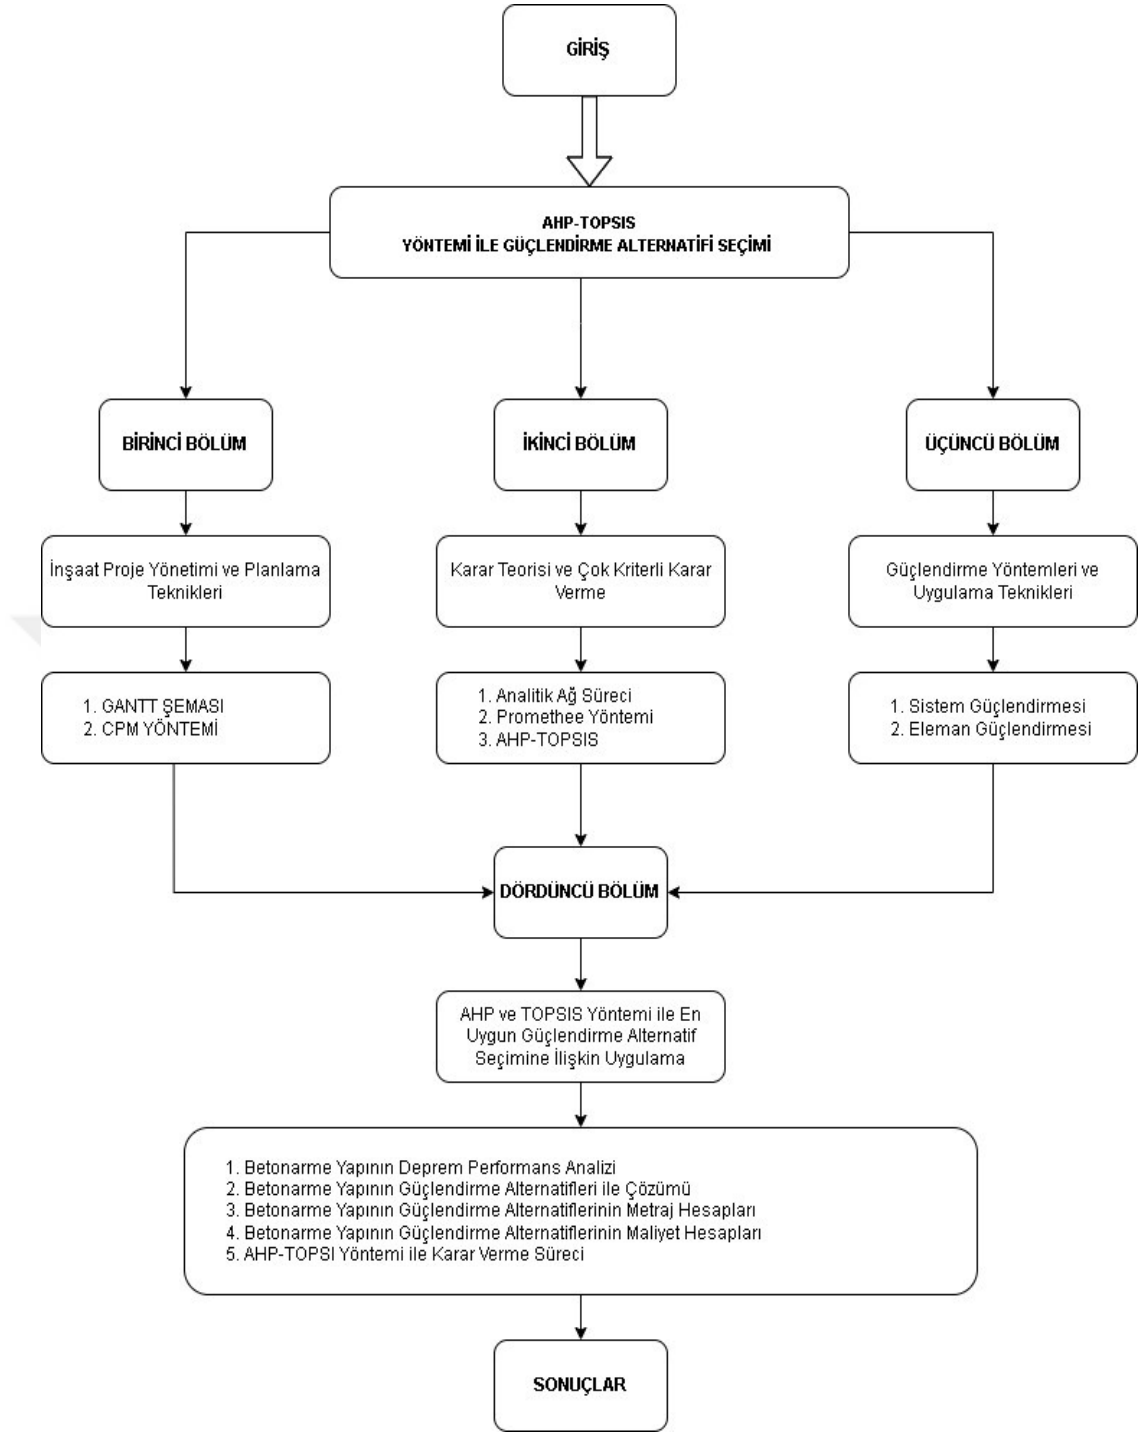 GİRİŞ
AHP-TOPSIS
YÖNTEMİ İLE GÜÇLENDİRME ALTERNATİFİ SEÇİMİ
BİRİNCİ BÖLÜM
İKİNCİ BÖLÜM
ÜÇÜNCÜ BÖLÜM
İnşaat Proje Yönetimi ve Planlama
Teknikleri
Karar Teorisi ve Çok Kriterli Karar
Verme
Güçlendirme Yöntemleri ve
Uygulama Teknikleri
1. GANTT ŞEMASI
2. CPM YÖNTEMİ
1. Analitik Ağ Süreci
2. Promethee Yöntemi
3. AHP-TOPSIS
1. Sistem Güçlendirmesi
2. Eleman Güçlendirmesi
DÖRDÜNCÜ BÖLÜM
AHP ve TOPSIS Yöntemi ile En
Uygun Güçlendirme Alternatif
Seçimine İlişkin Uygulama
1. Betonarme Yapının Deprem Performans Analizi
2. Betonarme Yapının Güçlendirme Alternatifleri ile Çözümü
3. Betonarme Yapının Güçlendirme Alternatiflerinin Metraj Hesapları
4. Betonarme Yapının Güçlendirme Alternatiflerinin Maliyet Hesapları
5. AHP-TOPSI Yöntemi ile Karar Verme Süreci
SONUÇLAR